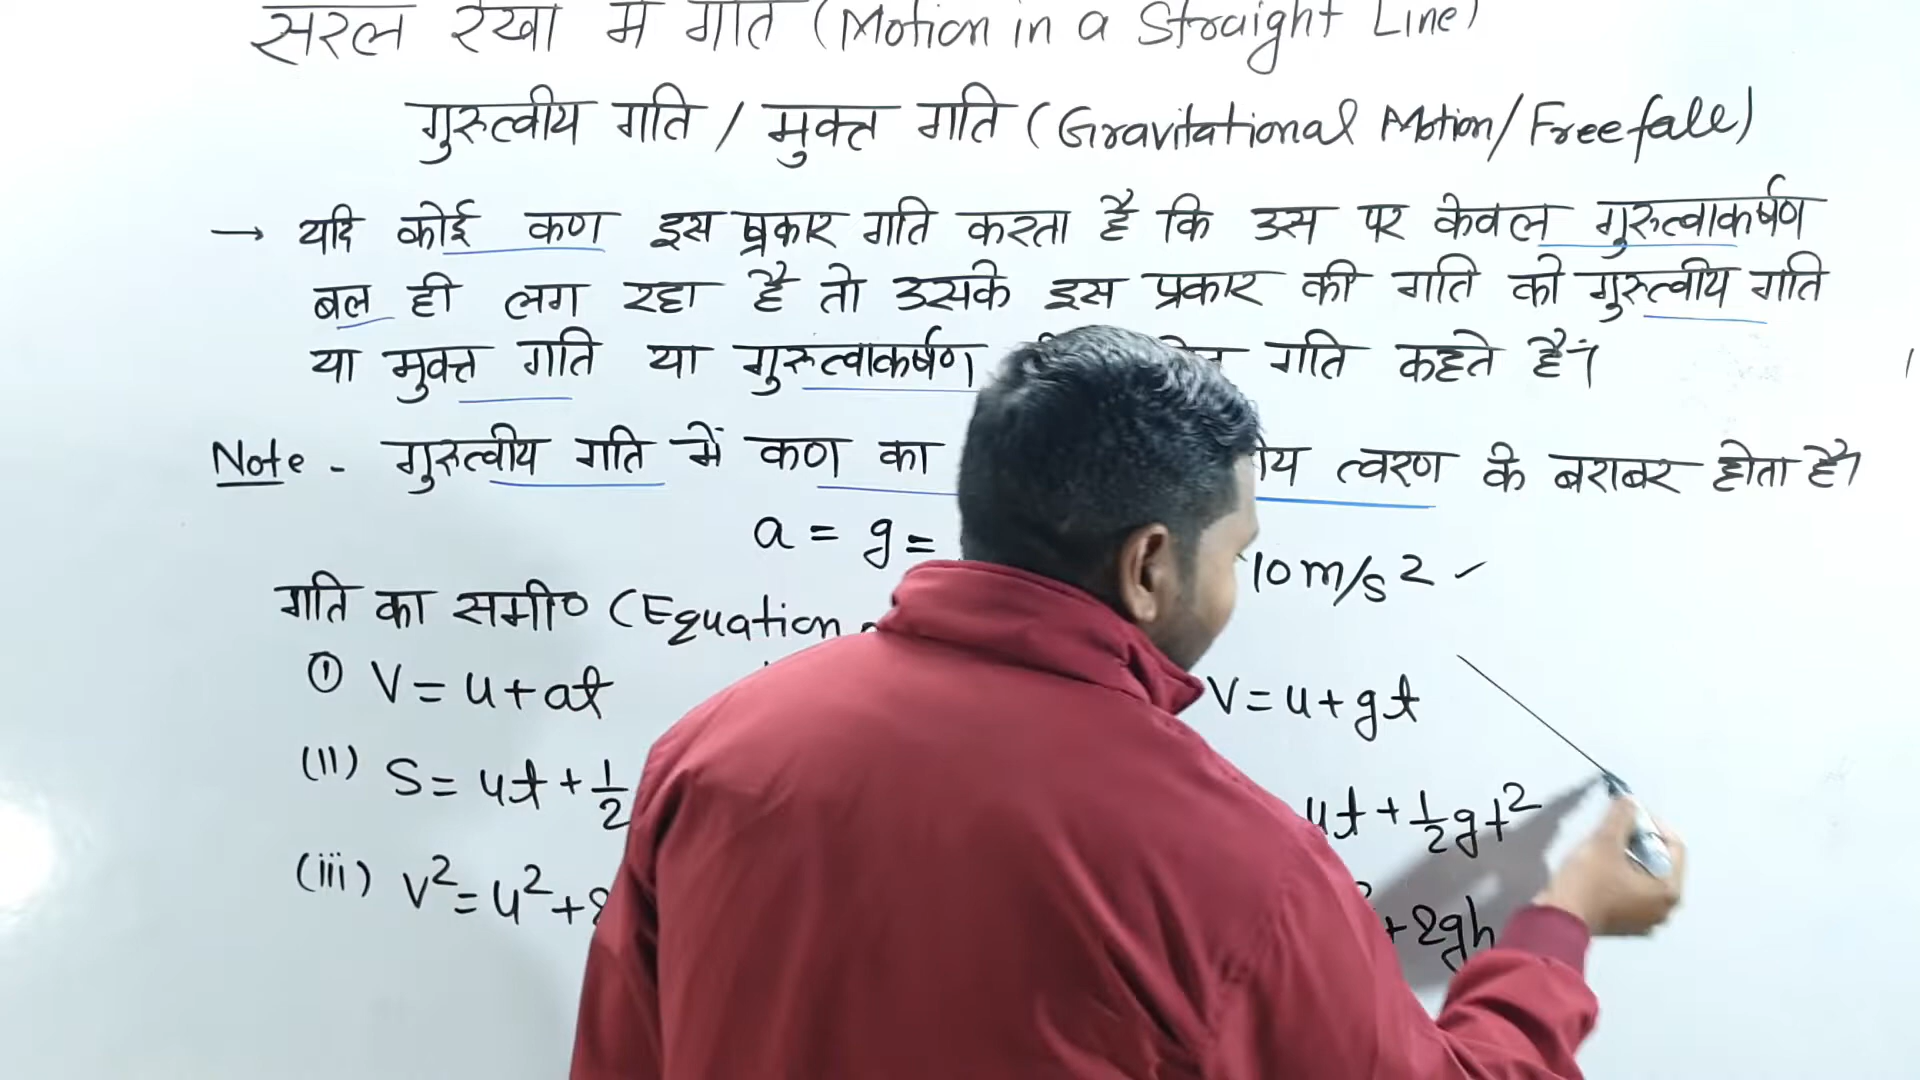 सरल रेखा में गति (Motion in a Straight Line)
गुरुत्वीय गति / मुक्त गति (Gravitational Motion/Freefall)
→ यदि कोई कण इस प्रकार गति करता है कि उस पर केवल गुरुत्वाकर्षण
बल ही लग रहा है तो उसके इस प्रकार की गति को गुरुत्वीय गति
या मुक्त गति या गुरुत्वाकर्षण गति कहते हैं।
Note - गुरुत्वीय गति में कण का त्वरण के बराबर होता है।
a = g = 10 m/s2
गति का समी० (Equation
① V = u + at V = u + gt
(ii) S = ut + 1/2 ut + 1/2 gt2
(iii) V2 = u2 + + 2gh